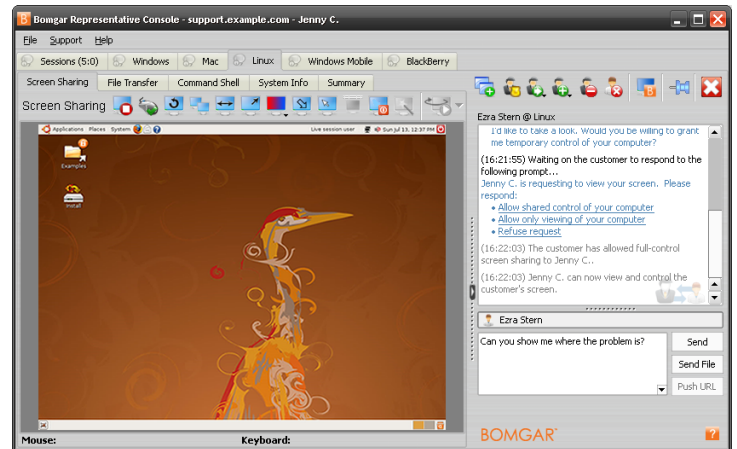 Bomgar Representative Console - support.example.com - Jenny C.
File Support Help
Sessions (5:0) Windows Mac Linux Windows Mobile BlackBerry
Screen Sharing File Transfer Command Shell System Info Summary
Screen Sharing
Applications Places System Live session user Sun Jul 13, 12:37 PM
Examples
Install
Mouse: Keyboard:
Ezra Stern @ Linux
I'd like to take a look. Would you be willing to grant
me temporary control of your computer?
(16:21:55) Waiting on the customer to respond to the
following prompt...
Jenny C. is requesting to view your screen. Please
respond:
• Allow shared control of your computer
• Allow only viewing of your computer
• Refuse request
(16:22:03) The customer has allowed full-control
screen sharing to Jenny C..
(16:22:03) Jenny C. can now view and control the
customer's screen.
Ezra Stern
Can you show me where the problem is?
Send
Send File
Push URL
BOMGAR